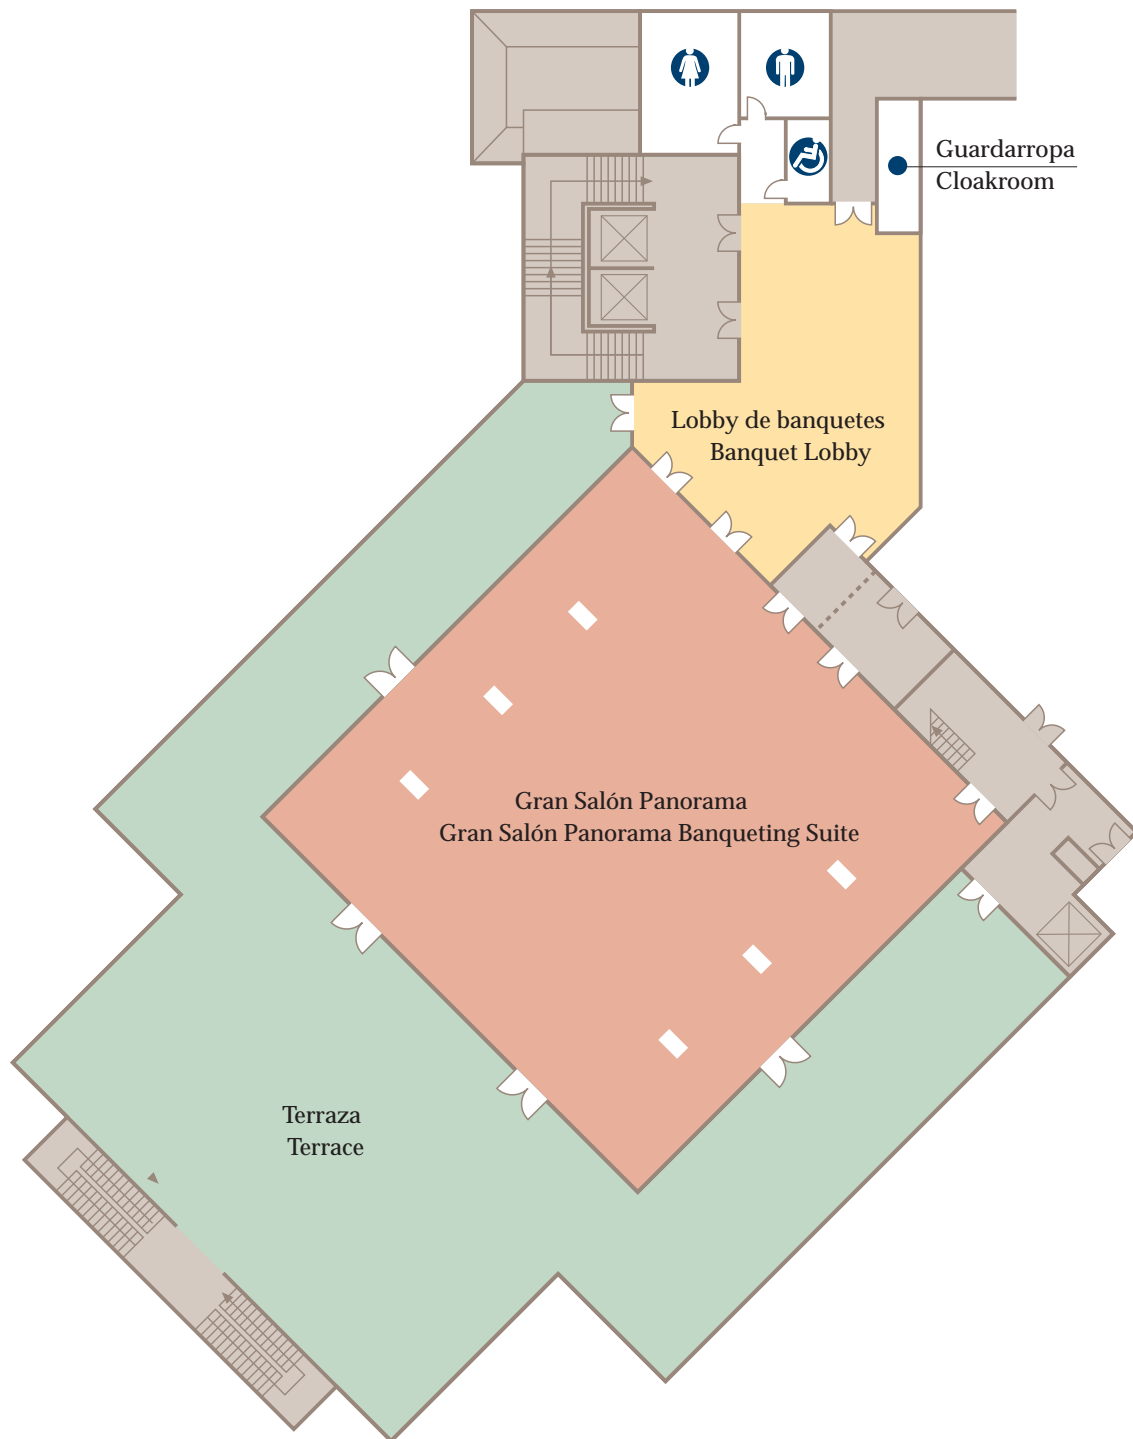 Guardarropa
Cloakroom
Lobby de banquetes
Banquet Lobby
Gran Salón Panorama
Gran Salón Panorama Banqueting Suite
Terraza
Terrace